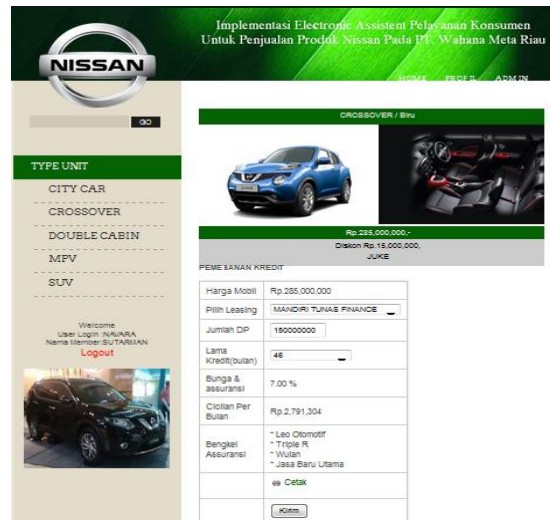 Implementasi Electronic Assistent Pelayanan Konsumen
Untuk Penjualan Produk Nissan Pada PT. Wahana Meta Riau
NISSAN
HOME PROFIL ADMIN
GO
TYPE UNIT
CITY CAR
CROSSOVER
DOUBLE CABIN
MPV
SUV
Welcome
User Login :NAVARA
Nama Member:SUTARMAN
Logout
CROSSOVER / Biru
Rp.285,000,000,-
Diskon Rp.15,000,000,
JUKE
PEMESANAN KREDIT
Harga Mobil Rp.285,000,000
Pilih Leasing MANDIRI TUNAS FINANCE
Jumlah DP 150000000
Lama
Kredit(bulan) 46
Bunga &
assuransi 7.00 %
Cicilan Per
Bulan Rp.2,791,304
Bengkel
Assuransi
* Leo Otomotif
* Triple R
* Wulan
* Jasa Baru Utama
Cetak
Kirim